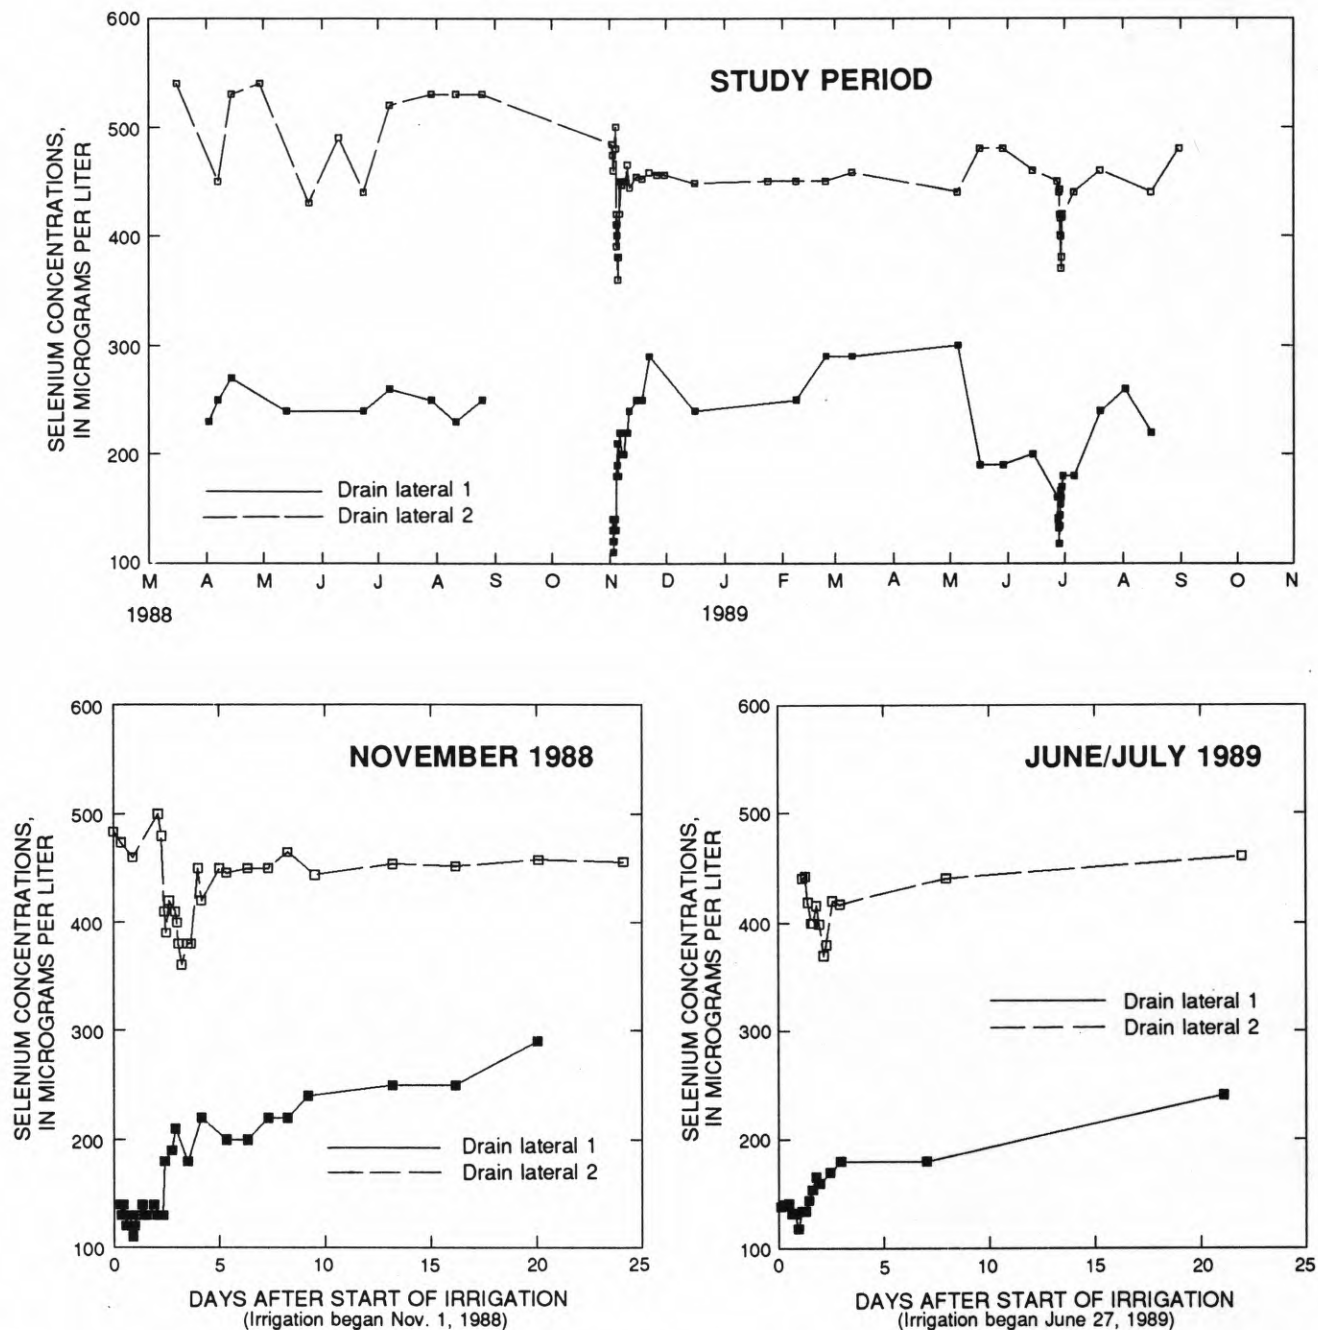 STUDY PERIOD
SELENIUM CONCENTRATIONS,
IN MICROGRAMS PER LITER
600
500
400
300
200
100
Drain lateral 1
Drain lateral 2
M A M J J A S O N D J F M A M J J A S O N
1988 1989
NOVEMBER 1988
SELENIUM CONCENTRATIONS,
IN MICROGRAMS PER LITER
600
500
400
300
200
100
Drain lateral 1
Drain lateral 2
0 5 10 15 20 25
DAYS AFTER START OF IRRIGATION
(Irrigation began Nov. 1, 1988)
JUNE/JULY 1989
SELENIUM CONCENTRATIONS,
IN MICROGRAMS PER LITER
600
500
400
300
200
100
Drain lateral 1
Drain lateral 2
0 5 10 15 20 25
DAYS AFTER START OF IRRIGATION
(Irrigation began June 27, 1989)